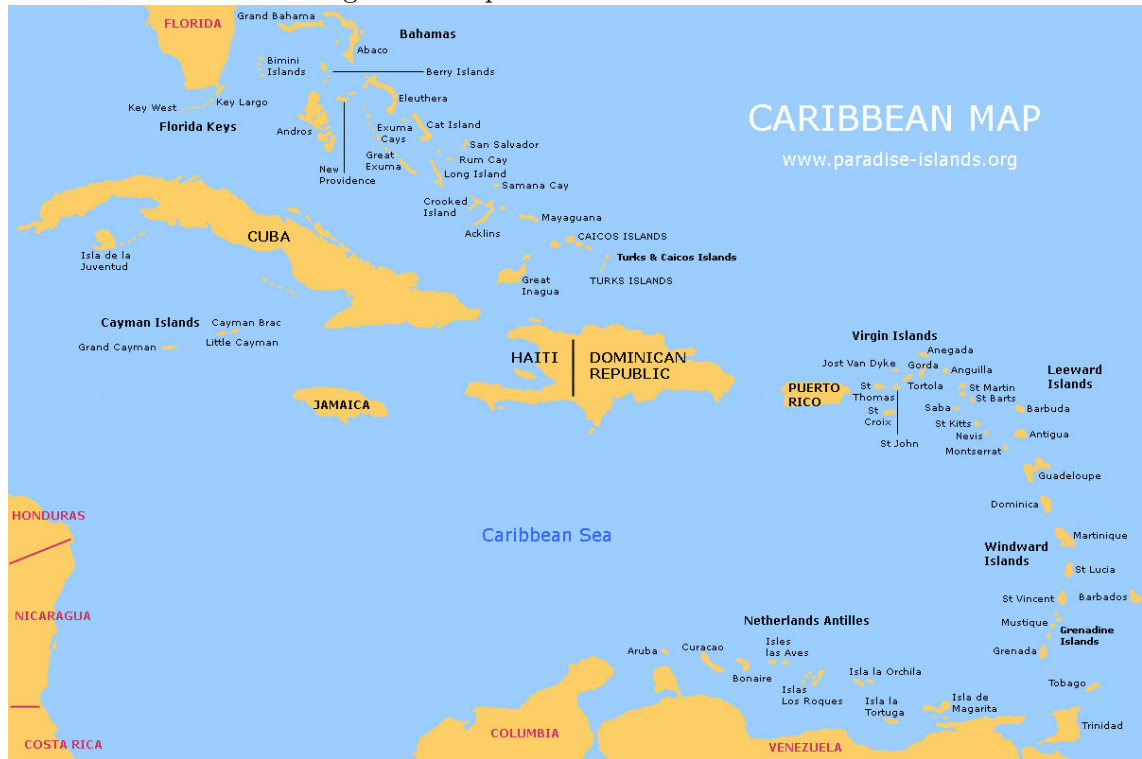 FLORIDA
Grand Bahama
Bahamas
Abaco
Bimini
Islands
Berry Islands
Key West
Key Largo
Florida Keys
Andros
Eleuthera
Exuma
Cays
Cat Island
Great
Exuma
San Salvador
Rum Cay
Long Island
New
Providence
Samana Cay
Crooked
Island
Acklins
Mayaguana
CARIBBEAN MAP
www.paradise-islands.org
CUBA
Isla de la
Juventud
CAICOS ISLANDS
Turks & Caicos Islands
TURKS ISLANDS
Great
Inagua
Cayman Islands
Cayman Brac
Grand Cayman
Little Cayman
HAITI
DOMINICAN
REPUBLIC
JAMAICA
Virgin Islands
Anegada
Jost Van Dyke
Gorda
Anguilla
Leeward
Islands
PUERTO
RICO
St
Thomas
Tortola
St Martin
St Barts
St
Croix
Saba
Barbuda
St Kitts
Nevis
Antigua
St John
Montserrat
Guadeloupe
Dominica
HONDURAS
Caribbean Sea
Martinique
Windward
Islands
St Lucia
NICARAGUA
St Vincent
Barbados
Mustique
Grenadine
Islands
Grenada
Netherlands Antilles
Aruba
Curacao
Isles
las Aves
Bonaire
Islas
Los Roques
Isla la Orchila
Isla la
Tortuga
Isla de
Magarita
Tobago
Trinidad
COSTA RICA
COLUMBIA
VENEZUELA